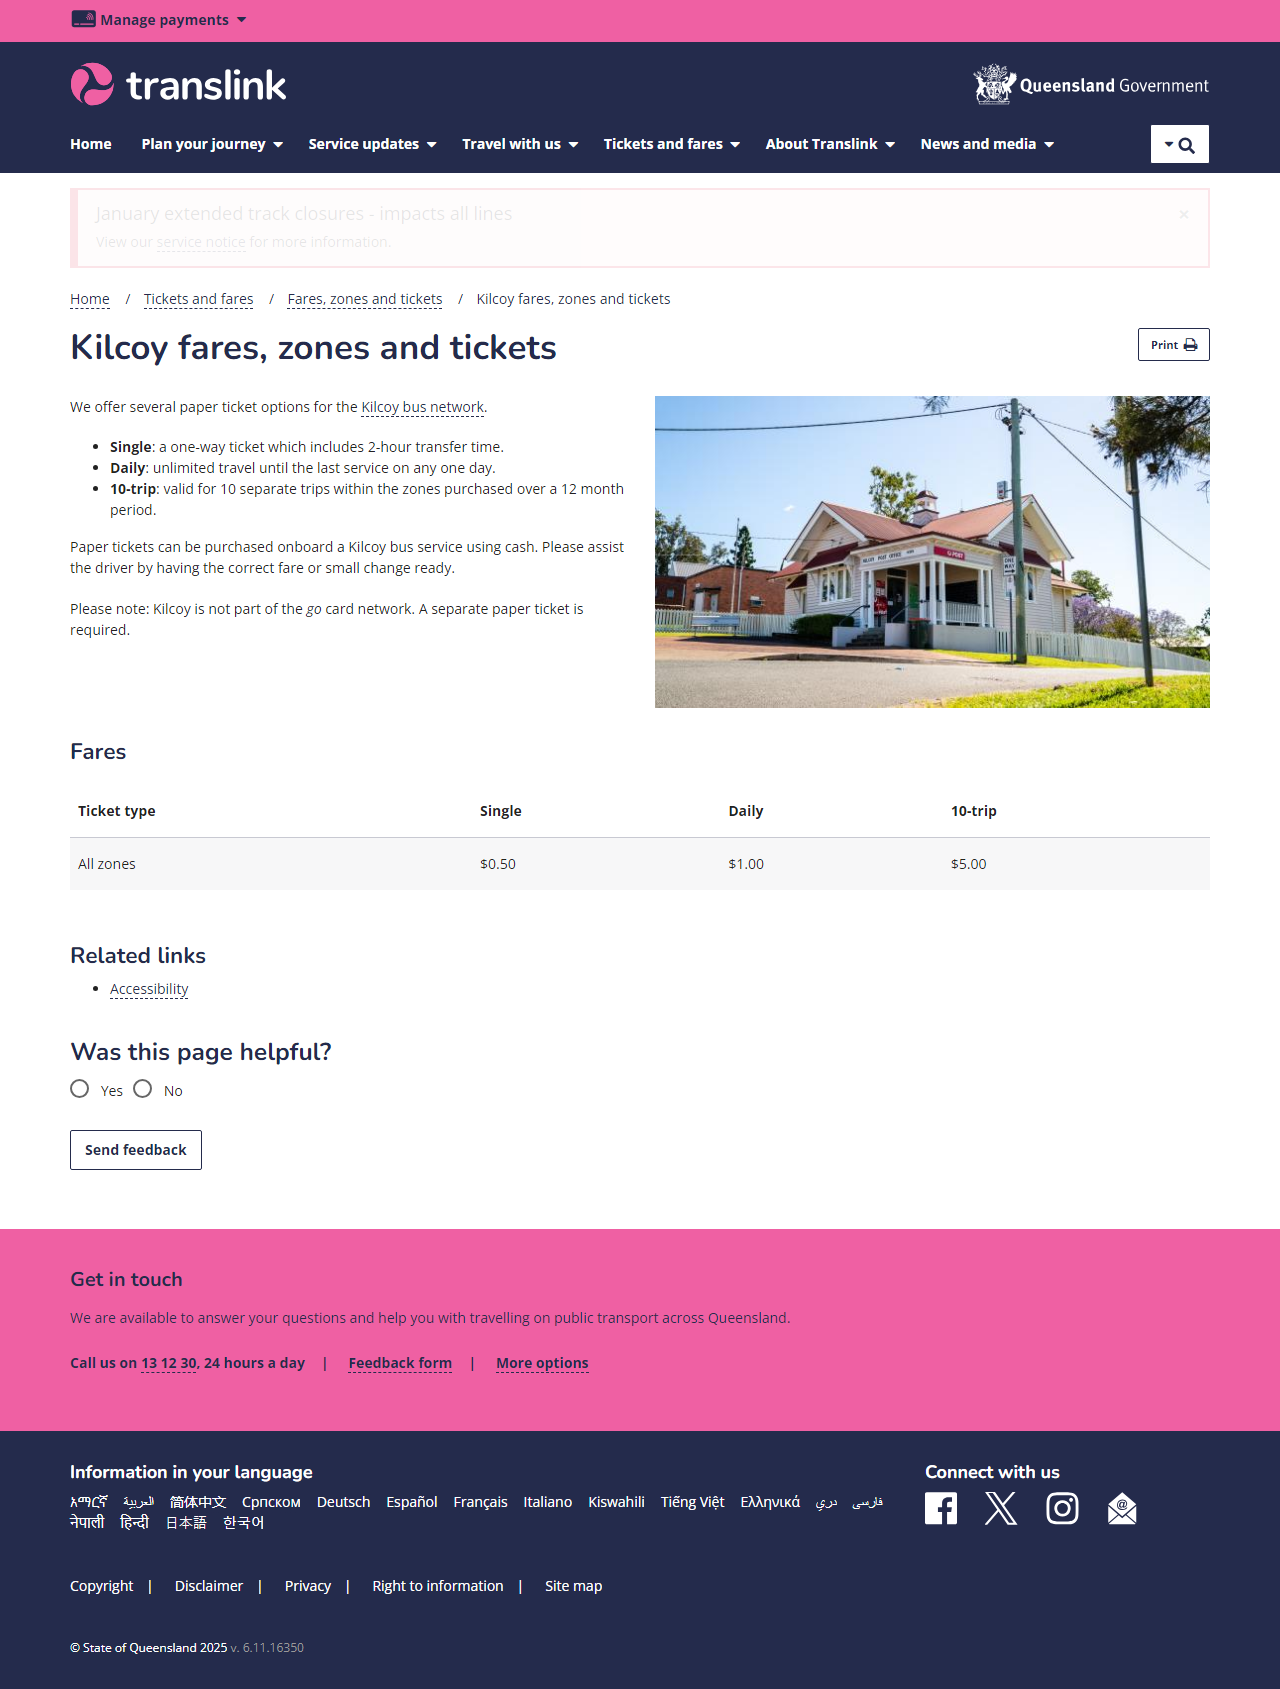 Manage payments
translink
Queensland Government
Home Plan your journey Service updates Travel with us Tickets and fares About Translink News and media
January extended track closures - impacts all lines ×
View our service notice for more information.
Home / Tickets and fares / Fares, zones and tickets / Kilcoy fares, zones and tickets
Kilcoy fares, zones and tickets
Print
We offer several paper ticket options for the Kilcoy bus network.
• Single: a one-way ticket which includes 2-hour transfer time.
• Daily: unlimited travel until the last service on any one day.
• 10-trip: valid for 10 separate trips within the zones purchased over a 12 month
period.
Paper tickets can be purchased onboard a Kilcoy bus service using cash. Please assist
the driver by having the correct fare or small change ready.
Please note: Kilcoy is not part of the go card network. A separate paper ticket is
required.
KILCOY POST OFFICE
POST
ONE WAY
Fares
Ticket type Single Daily 10-trip
All zones $0.50 $1.00 $5.00
Related links
• Accessibility
Was this page helpful?
Yes No
Send feedback
Get in touch
We are available to answer your questions and help you with travelling on public transport across Queensland.
Call us on 13 12 30, 24 hours a day | Feedback form | More options
Information in your language
አማርኛ العربية 简体中文 Српском Deutsch Español Français Italiano Kiswahili Tiếng Việt Ελληνικά دری فارسی
नेपाली हिन्दी 日本語 한국어
Connect with us
Copyright | Disclaimer | Privacy | Right to information | Site map
© State of Queensland 2025 v. 6.11.16350